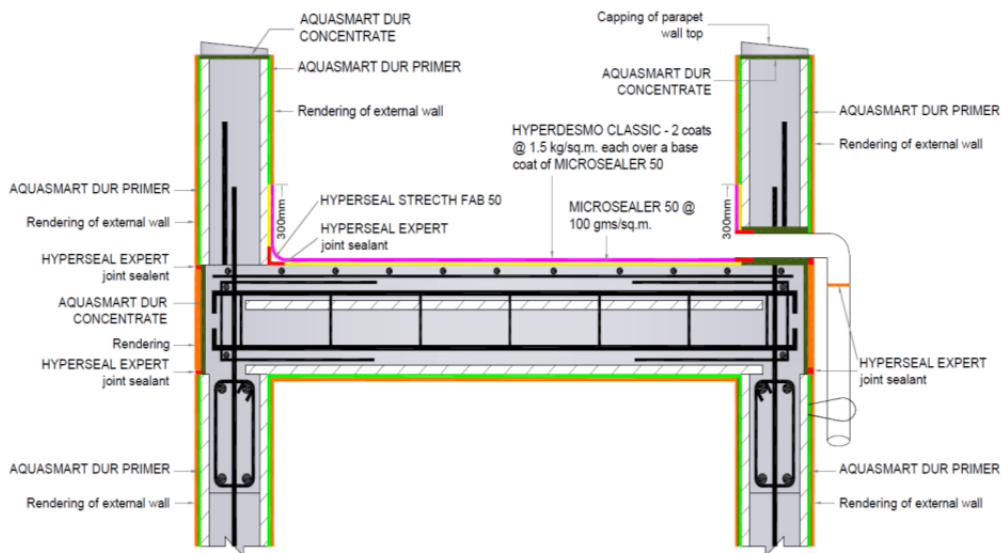 AQUASMART DUR
CONCENTRATE
AQUASMART DUR PRIMER
Rendering of external wall
HYPERDESMO CLASSIC - 2 coats
@ 1.5 kg/sq.m. each over a base
coat of MICROSEALER 50
Capping of parapet
wall top
AQUASMART DUR
CONCENTRATE
AQUASMART DUR PRIMER
Rendering of external wall
AQUASMART DUR PRIMER
Rendering of external wall
HYPERSEAL EXPERT
joint sealent
AQUASMART DUR
CONCENTRATE
Rendering
HYPERSEAL EXPERT
joint sealant
300mm
HYPERSEAL STRECTH FAB 50
HYPERSEAL EXPERT
joint sealant
MICROSEALER 50 @
100 gms/sq.m.
300mm
HYPERSEAL EXPERT
joint sealant
AQUASMART DUR PRIMER
Rendering of external wall
AQUASMART DUR PRIMER
Rendering of external wall